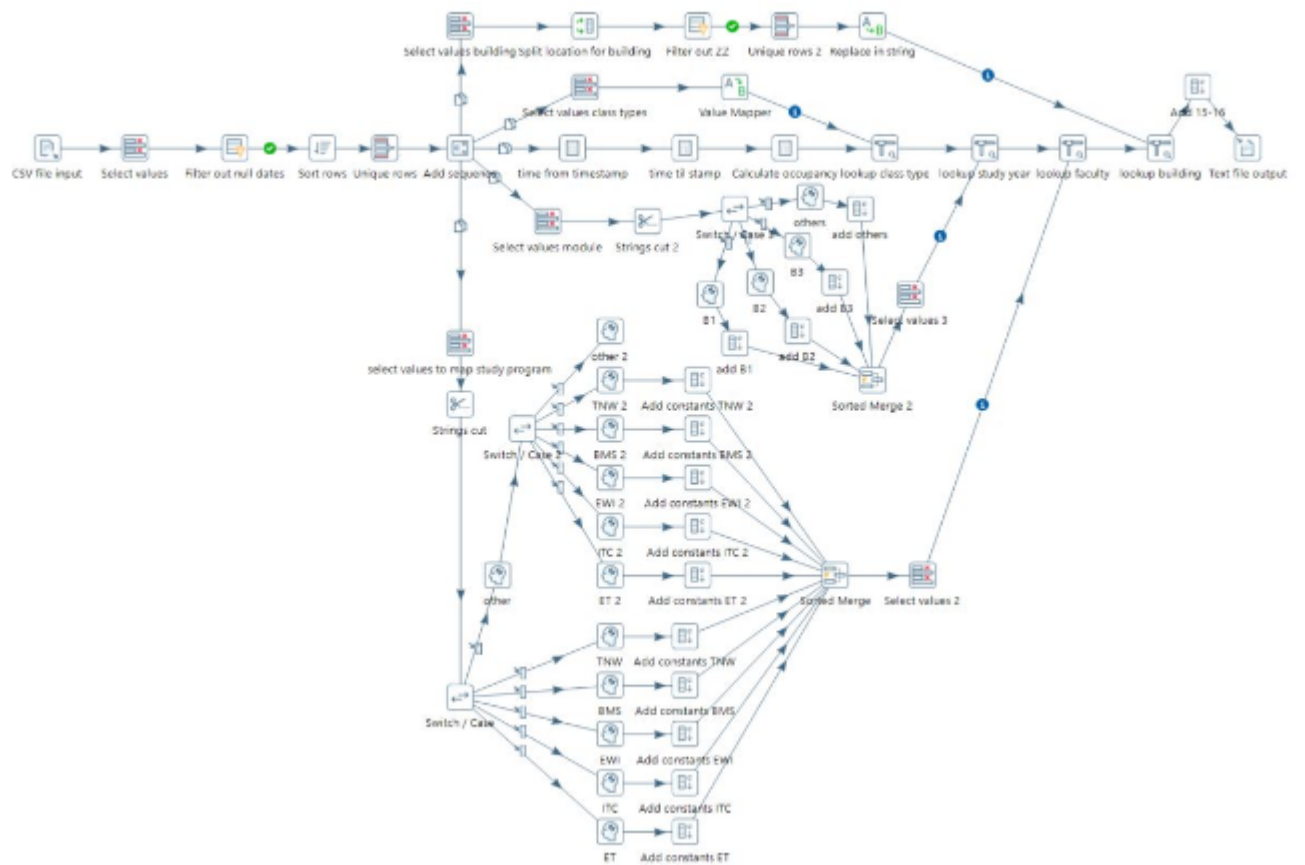 Select values building Split location for building Filter out ZZ Unique rows 2 Replace in string
Select values class types Value Mapper Add 15-16
CSV file input Select values Filter out null dates Sort rows Unique rows Add sequence time from timestamp time til stamp Calculate occupancy lookup class type lookup study year lookup faculty lookup building Text file output
others
Select values module Strings cut 2 Switch / Case add others
B3
B1 B2 add B3 Select values 3
add B2
other 2 add B1
select values to map study program
TNW 2 Add constants TNW 2 Sorted Merge 2
Strings cut
Switch / Case 2 BMS 2 Add constants BMS 2
EWI 2 Add constants EWI 2
ITC 2 Add constants ITC 2
other ET 2 Add constants ET 2 Sorted Merge Select values 2
TNW Add constants TNW
Switch / Case BMS Add constants BMS
EWI Add constants EWI
ITC Add constants ITC
ET Add constants ET